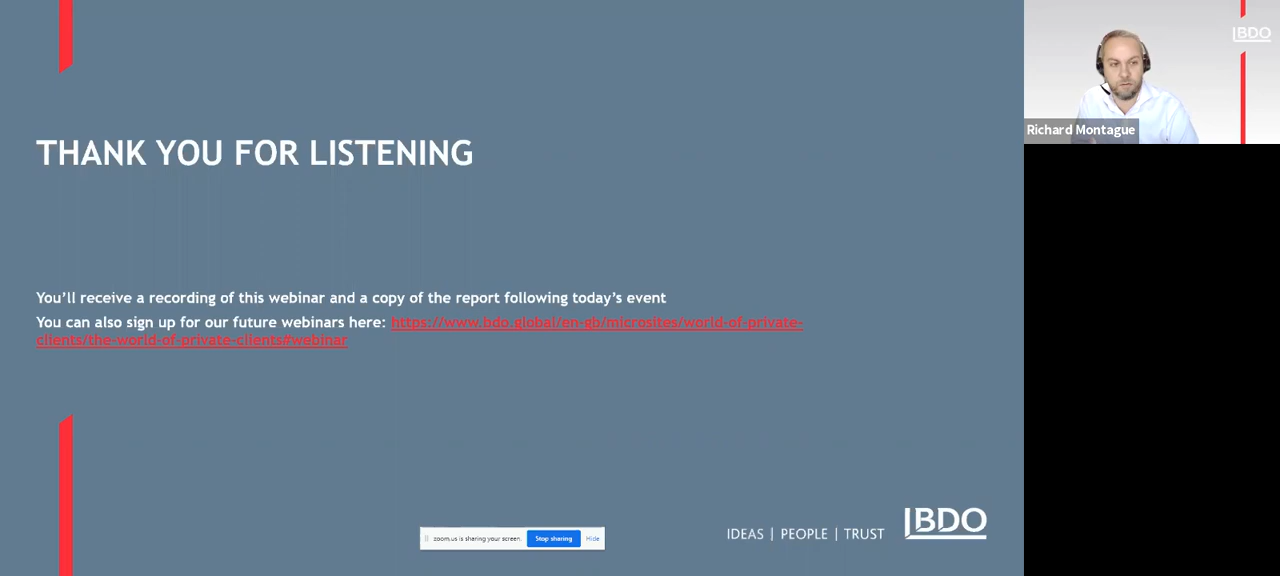 THANK YOU FOR LISTENING
You'll receive a recording of this webinar and a copy of the report following today's event
You can also sign up for our future webinars here: https://www.bdo.global/en-gb/microsites/world-of-private-
clients/the-world-of-private-clients#webinar
zoom.us is sharing your screen. Stop sharing Hide
IDEAS | PEOPLE | TRUST BDO
BDO
Richard Montague